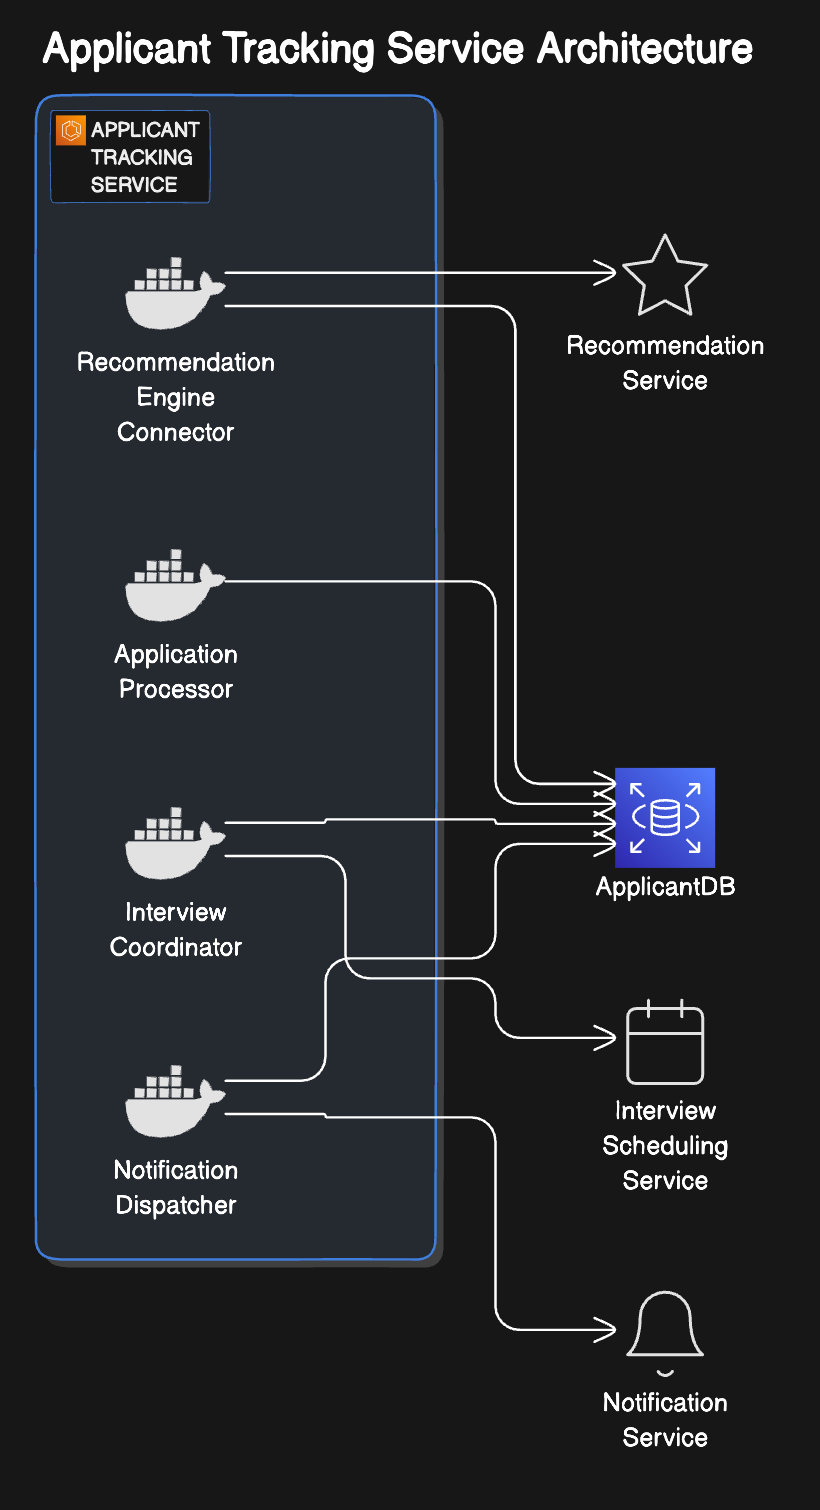 Applicant Tracking Service Architecture
APPLICANT
TRACKING
SERVICE
Recommendation
Engine
Connector
Recommendation
Service
Application
Processor
ApplicantDB
Interview
Coordinator
Interview
Scheduling
Service
Notification
Dispatcher
Notification
Service